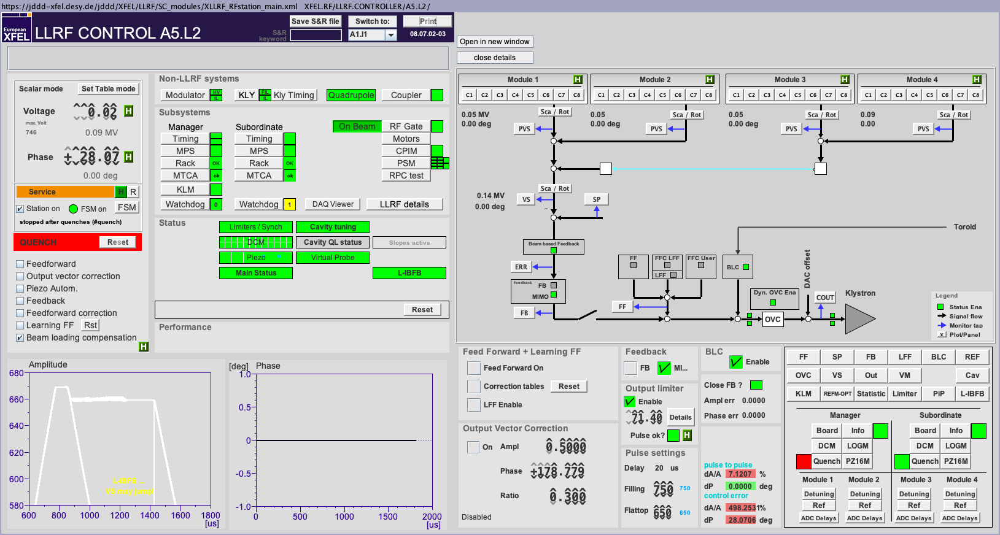 https://jddd-xfel.desy.de/jddd/XFEL/LLRF/SC_modules/XLLRF_RFstation_main.xml XFEL.RF/LLRF.CONTROLLER/A5.L2/
European XFEL
LLRF CONTROL A5.L2
S&R keyword
Save S&R file
Switch to:
A1.I1
Print
08.07.02-03
Open in new window
close details
Scalar mode
Set Table mode
Voltage
0.02
H
max. Volt
746
0.09 MV
Phase
+ 28.07
H
0.00 deg
Service
H
R
Station on
FSM on
FSM
stopped after quenches (#quench)
QUENCH
Reset
Feedforward
Output vector correction
Piezo Autom.
Feedback
Feedforward correction
Learning FF
Rst
Beam loading compensation
H
Non-LLRF systems
Modulator
HV
IL
KLY
FIL
IL
Kly Timing
Quadrupole
Coupler
Subsystems
Manager
Subordinate
On Beam
RF Gate
Timing
Timing
Motors
MPS
MPS
CPIM
Rack
OK
Rack
OK
PSM
MTCA
ok
MTCA
ok
RPC test
KLM
Watchdog
0
Watchdog
1
DAQ Viewer
LLRF details
Status
Limiters / Synch
Cavity tuning
DCM
Cavity QL status
Slopes active
Piezo
Virtual Probe
Main Status
L-IBFB
Reset
Performance
Amplitude
680
660
640
620
600
580
600
800
1000
1200
1400
1600
1800
[us]
L-IBFB ...
VS may jump!
[deg]
Phase
1.0
0.5
0
-0.5
-1.0
0
500
1000
1500
2000
[us]
Module 1
H
C1 C2 C3 C4 C5 C6 C7 C8
Module 2
H
C1 C2 C3 C4 C5 C6 C7 C8
Module 3
H
C1 C2 C3 C4 C5 C6 C7 C8
Module 4
H
C1 C2 C3 C4 C5 C6 C7 C8
0.05 MV
0.00 deg
Sca / Rot
PVS
0.05
0.00 deg
Sca / Rot
PVS
0.05
0.00 deg
Sca / Rot
PVS
0.09
0.00
Sca / Rot
PVS
Sca / Rot
0.14 MV
0.00 deg
VS
SP
Toroid
Beam based Feedback
ERR
Feedback
FB
MIMO
FB
FF
FFC LFF
LFF
FFC User
FF
BLC
Dyn. OVC Ena
OVC
DAC offset
COUT
Klystron
Legend
Status Ena
Signal flow
Monitor tap
x Plot/Panel
Feed Forward + Learning FF
Feed Forward On
Correction tables
Reset
LFF Enable
Output Vector Correction
On
Ampl
0.5000
Phase
+178.779
Ratio
0.300
Disabled
Feedback
FB
MI...
Output limiter
Enable
71.40
Details
Pulse ok?
H
Pulse settings
Delay 20 us
Filling
750
750
Flattop
650
650
BLC
Enable
Close FB ?
Ampl err 0.0000
Phase err 0.0000
pulse to pulse
dA/A 7.1207 %
dP 0.0000 deg
control error
dA/A 498.2531%
dP 28.0706 deg
FF SP FB LFF BLC REF
OVC VS Out VM Cav
KLM REFM-OPT Statistic Limiter PiP L-IBFB
Manager
Subordinate
Board Info
Board Info
DCM LOGM
DCM LOGM
Quench PZ16M
Quench PZ16M
Module 1 Module 2 Module 3 Module 4
Detuning Detuning Detuning Detuning
Ref Ref Ref Ref
ADC Delays ADC Delays ADC Delays ADC Delays